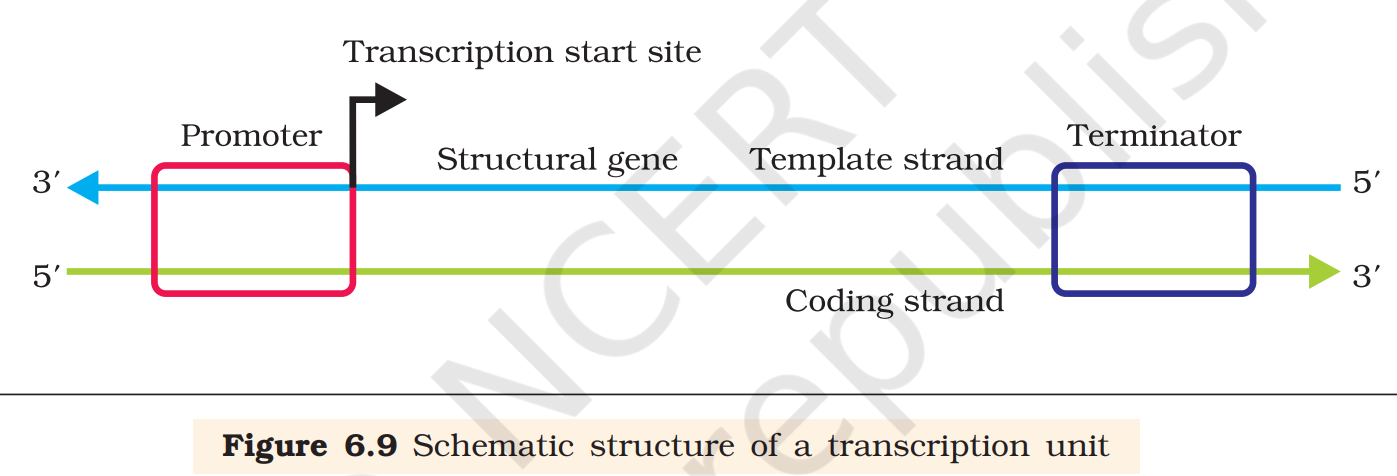 Transcription start site
Promoter
Terminator
Structural gene
Template strand
3′
5′
5′
3′
Coding strand
NCERT
republis
Figure 6.9 Schematic structure of a transcription unit